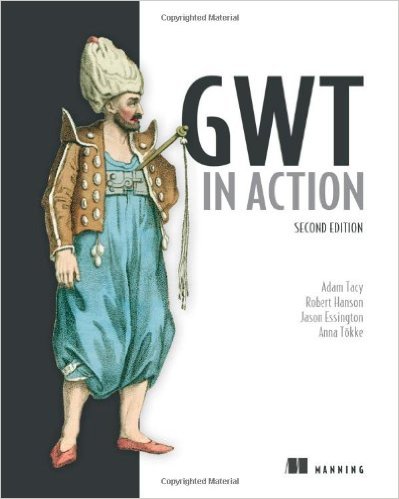 Copyrighted Material
GWT
IN ACTION
SECOND EDITION
Adam Tacy
Robert Hanson
Jason Essington
Anna Tökke
MANNING
Copyrighted Material